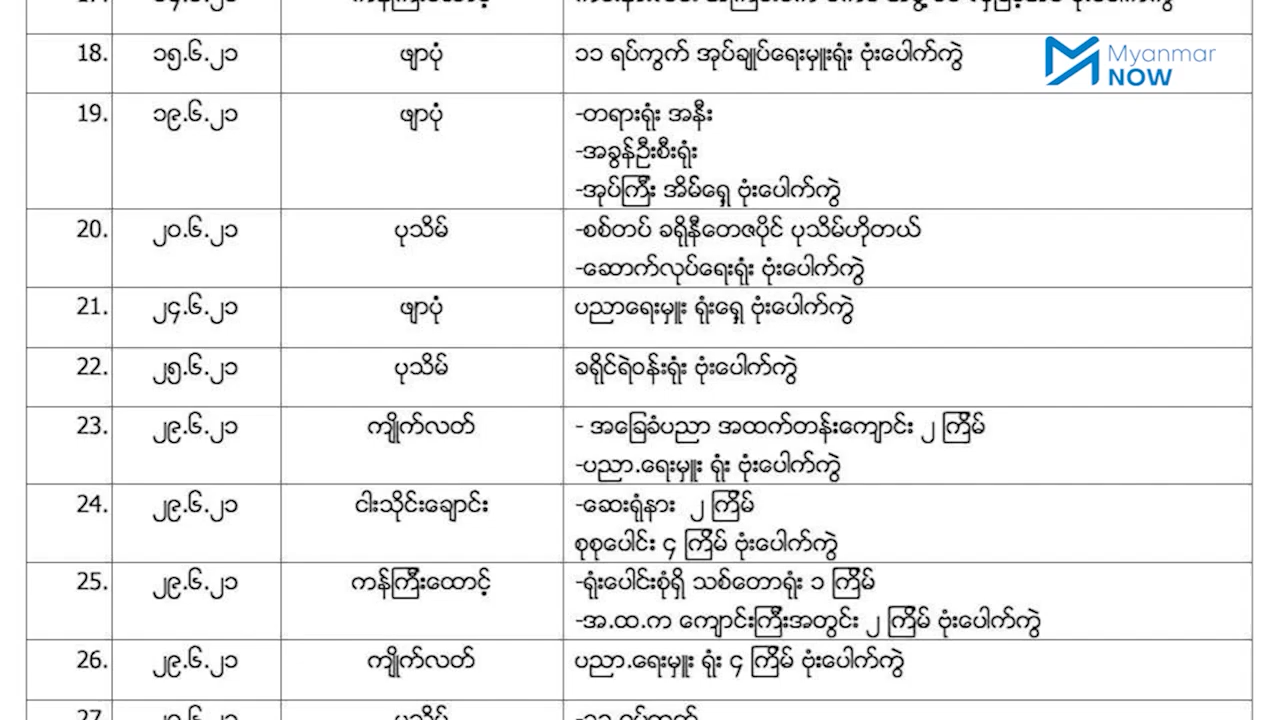 18. ၁၅.၆.၂၁ ဖျာပုံ ၁၁ ရပ်ကွက် အုပ်ချုပ်ရေးမှူးရုံး ဗုံးပေါက်ကွဲ
Myanmar
NOW
19. ၁၉.၆.၂၁ ဖျာပုံ -တရားရုံး အနီး
-အခွန်ဦးစီးရုံး
-အုပ်ကြီး အိမ်ရှေ့ ဗုံးပေါက်ကွဲ
20. ၂၀.၆.၂၁ ပုသိမ် -စစ်တပ် ခရိုနီတေဇပိုင် ပုသိမ်ဟိုတယ်
-ဆောက်လုပ်ရေးရုံး ဗုံးပေါက်ကွဲ
21. ၂၄.၆.၂၁ ဖျာပုံ ပညာရေးမှူး ရုံးရှေ့ ဗုံးပေါက်ကွဲ
22. ၂၅.၆.၂၁ ပုသိမ် ခရိုင်ရဲဝန်းရုံး ဗုံးပေါက်ကွဲ
23. ၂၉.၆.၂၁ ကျိုက်လတ် - အခြေခံပညာ အထက်တန်းကျောင်း ၂ ကြိမ်
-ပညာ.ရေးမှူး ရုံး ဗုံးပေါက်ကွဲ
24. ၂၉.၆.၂၁ ငါးသိုင်းချောင်း -ဆေးရုံနား ၂ ကြိမ်
စုစုပေါင်း ၄ ကြိမ် ဗုံးပေါက်ကွဲ
25. ၂၉.၆.၂၁ ကန်ကြီးထောင့် -ရုံးပေါင်းစုံရှိ သစ်တောရုံး ၁ ကြိမ်
-အ.ထ.က ကျောင်းကြီးအတွင်း ၂ ကြိမ် ဗုံးပေါက်ကွဲ
26. ၂၉.၆.၂၁ ကျိုက်လတ် ပညာ.ရေးမှူး ရုံး ၄ ကြိမ် ဗုံးပေါက်ကွဲ